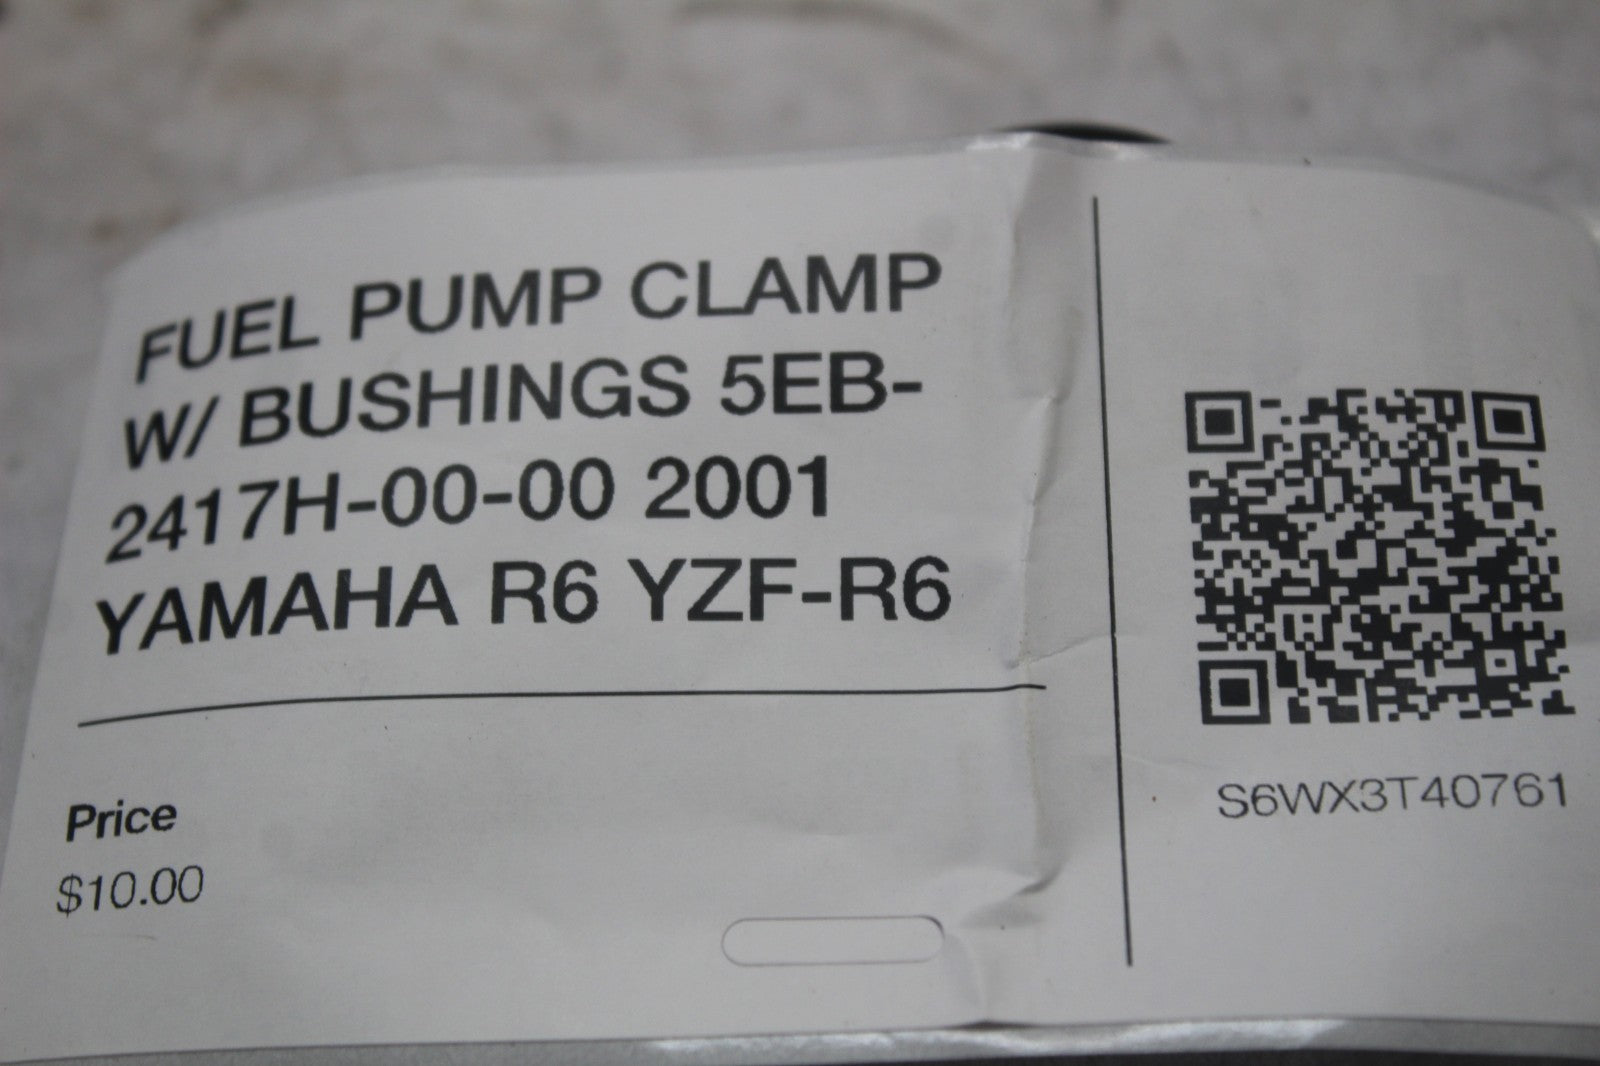 FUEL PUMP CLAMP
W/ BUSHINGS 5EB-
2417H-00-00 2001
YAMAHA R6 YZF-R6
Price
$10.00
S6WX3T40761